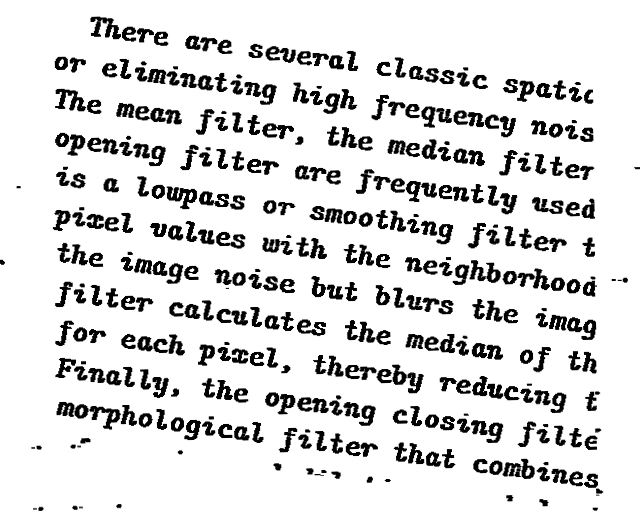 There are several classic spatic
or eliminating high frequency nois
The mean filter, the median filter
opening filter are frequently used
is a lowpass or smoothing filter t
pixel values with the neighborhood
the image noise but blurs the imag
filter calculates the median of th
for each pixel, thereby reducing t
Finally, the opening closing filte
morphological filter that combines